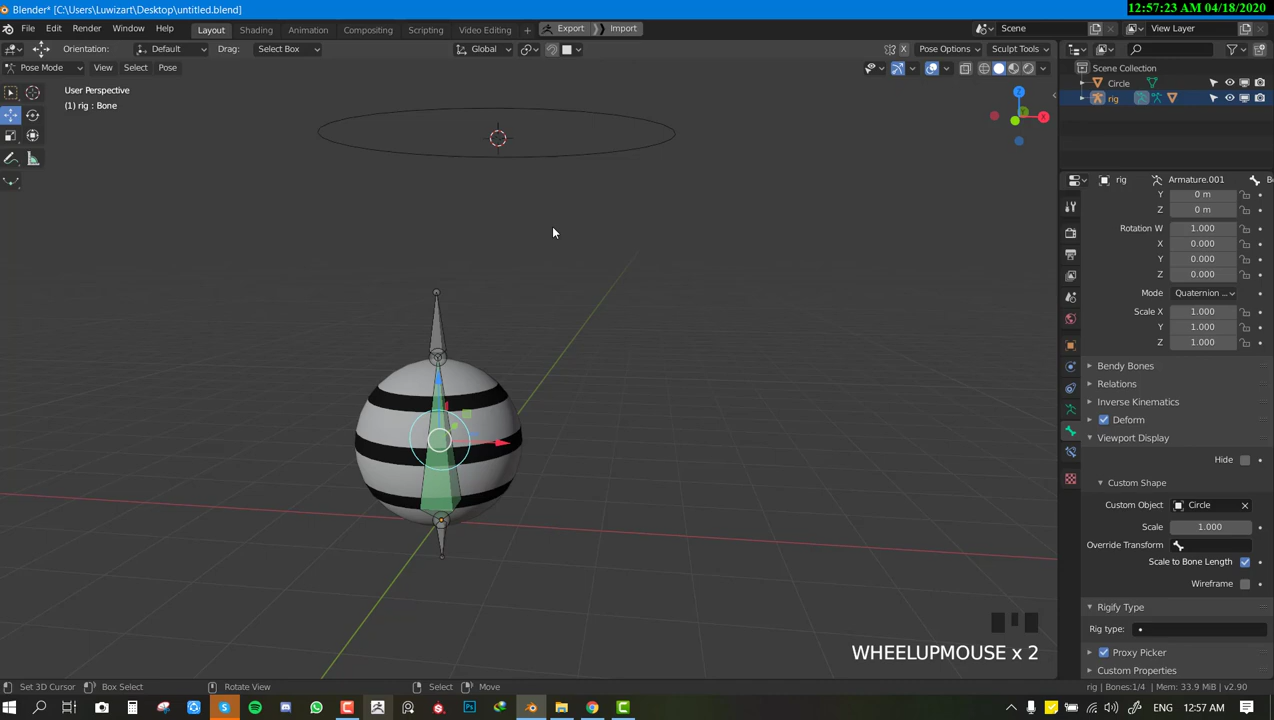 Blender* [C:\Users\Luwizart\Desktop\untitled.blend]
12:57:23 AM 04/18/2020
File Edit Render Window Help
Layout Shading Animation Compositing Scripting Video Editing + Export Import
Scene
View Layer
Orientation: Default Drag: Select Box
Global
X Pose Options Sculpt Tools
Pose Mode View Select Pose
Scene Collection
Circle
rig
User Perspective
(1) rig : Bone
Z
X
Y
rig Armature.001
Y 0 m
Z 0 m
Rotation W 1.000
X 0.000
Y 0.000
Z 0.000
Mode Quaternion ...
Scale X 1.000
Y 1.000
Z 1.000
Bendy Bones
Relations
Inverse Kinematics
Deform
Viewport Display
Hide
Custom Shape
Custom Object Circle
Scale 1.000
Override Transform
Scale to Bone Length
Wireframe
Rigify Type
Rig type:
Proxy Picker
Custom Properties
WHEELUPMOUSE x 2
Set 3D Cursor Box Select Rotate View Select Move
rig | Bones:1/4 | Mem: 33.9 MiB | v2.90
ENG 12:57 AM